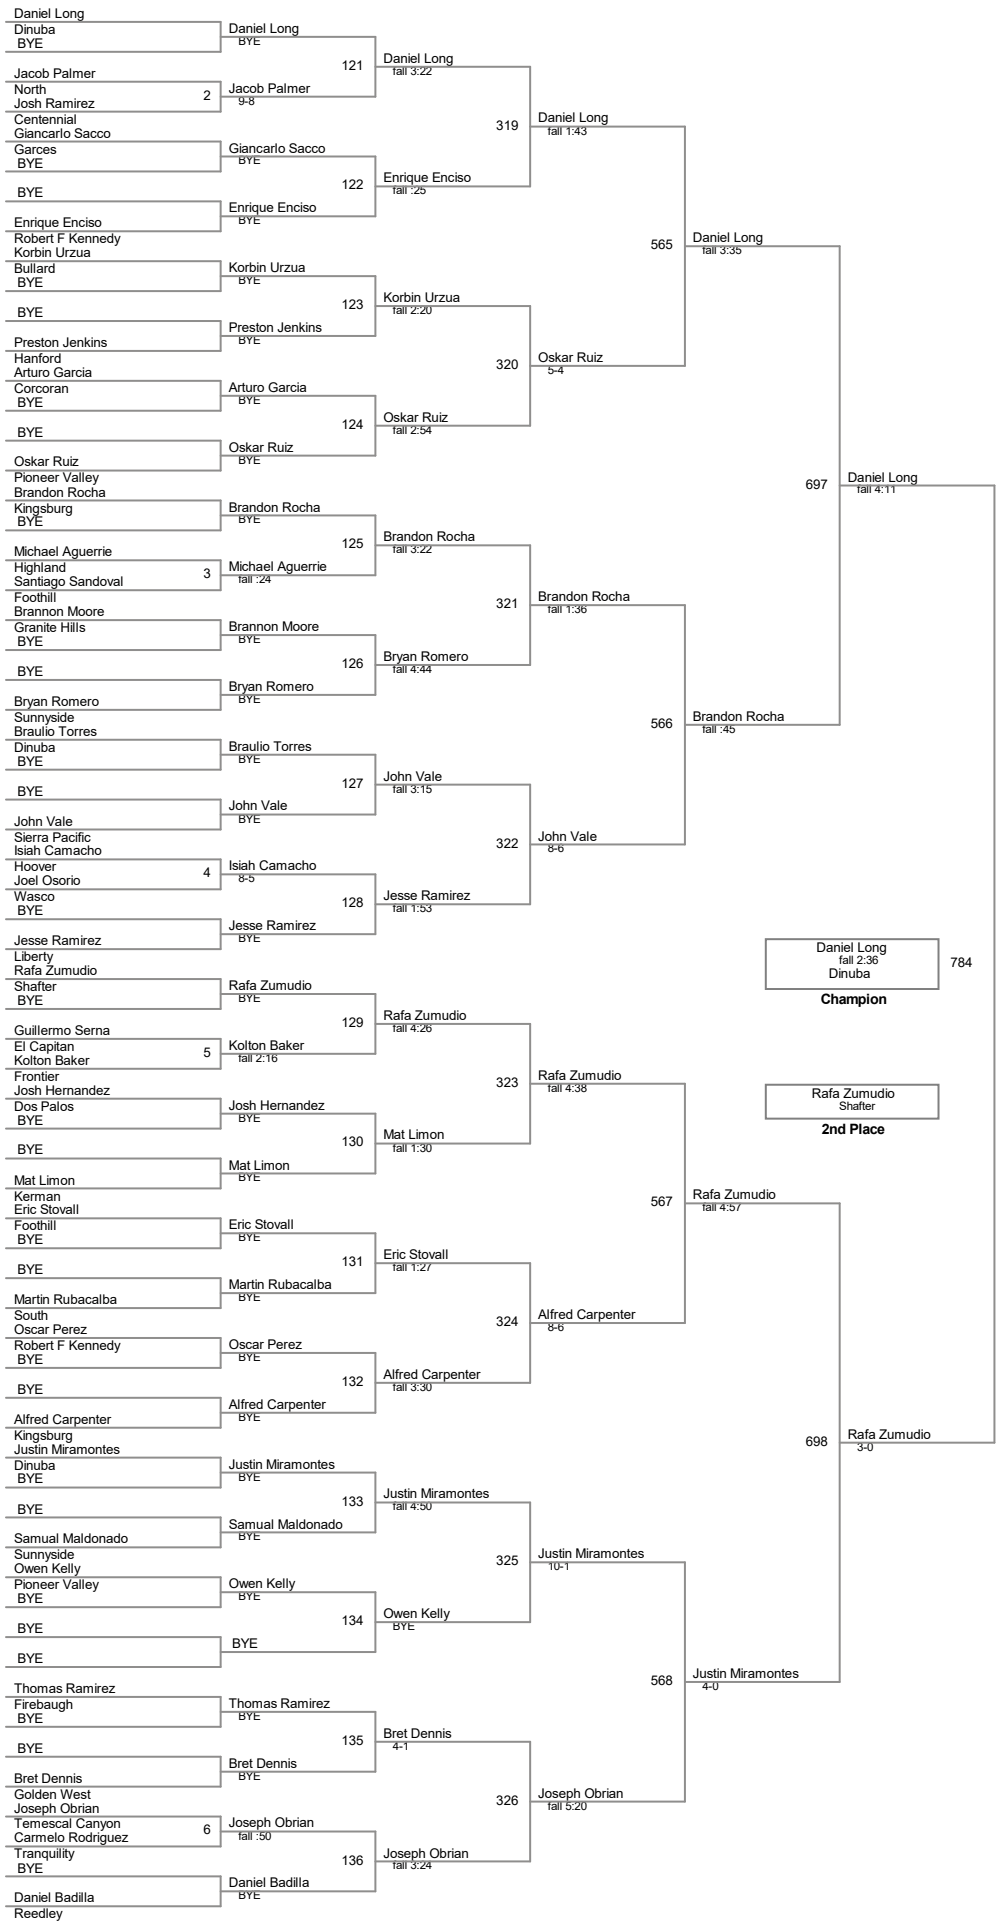 Daniel Long
Dinuba
BYE
Jacob Palmer
North
Josh Ramirez
Centennial
Giancarlo Sacco
Garces
BYE
BYE
Enrique Enciso
Robert F Kennedy
Korbin Urzua
Bullard
BYE
BYE
Preston Jenkins
Hanford
Arturo Garcia
Corcoran
BYE
BYE
Oskar Ruiz
Pioneer Valley
Brandon Rocha
Kingsburg
BYE
Michael Aguerrie
Highland
Santiago Sandoval
Foothill
Brannon Moore
Granite Hills
BYE
BYE
Bryan Romero
Sunnyside
Braulio Torres
Dinuba
BYE
BYE
John Vale
Sierra Pacific
Isiah Camacho
Hoover
Joel Osorio
Wasco
BYE
Jesse Ramirez
Liberty
Rafa Zumudio
Shafter
BYE
Guillermo Serna
El Capitan
Kolton Baker
Frontier
Josh Hernandez
Dos Palos
BYE
BYE
Mat Limon
Kerman
Eric Stovall
Foothill
BYE
BYE
Martin Rubacalba
South
Oscar Perez
Robert F Kennedy
BYE
BYE
Alfred Carpenter
Kingsburg
Justin Miramontes
Dinuba
BYE
BYE
Samual Maldonado
Sunnyside
Owen Kelly
Pioneer Valley
BYE
BYE
BYE
Thomas Ramirez
Firebaugh
BYE
BYE
Bret Dennis
Golden West
Joseph Obrian
Temescal Canyon
Carmelo Rodriguez
Tranquility
BYE
Daniel Badilla
Reedley
2
3
4
5
6
Daniel Long
BYE
Jacob Palmer
9-8
Giancarlo Sacco
BYE
Enrique Enciso
BYE
Korbin Urzua
BYE
Preston Jenkins
BYE
Arturo Garcia
BYE
Oskar Ruiz
BYE
Brandon Rocha
BYE
Michael Aguerrie
fall :24
Brannon Moore
BYE
Bryan Romero
BYE
Braulio Torres
BYE
John Vale
BYE
Isiah Camacho
8-5
Jesse Ramirez
BYE
Rafa Zumudio
BYE
Kolton Baker
fall 2:16
Josh Hernandez
BYE
Mat Limon
BYE
Eric Stovall
BYE
Martin Rubacalba
BYE
Oscar Perez
BYE
Alfred Carpenter
BYE
Justin Miramontes
BYE
Samual Maldonado
BYE
Owen Kelly
BYE
BYE
Thomas Ramirez
BYE
Bret Dennis
BYE
Joseph Obrian
fall :50
Daniel Badilla
BYE
121
122
123
124
125
126
127
128
129
130
131
132
133
134
135
136
Daniel Long
fall 3:22
Enrique Enciso
fall :25
Korbin Urzua
fall 2:20
Oskar Ruiz
fall 2:54
Brandon Rocha
fall 3:22
Bryan Romero
fall 4:44
John Vale
fall 3:15
Jesse Ramirez
fall 1:53
Rafa Zumudio
fall 4:26
Mat Limon
fall 1:30
Eric Stovall
fall 1:27
Alfred Carpenter
fall 3:30
Justin Miramontes
fall 4:50
Owen Kelly
BYE
Bret Dennis
4-1
Joseph Obrian
fall 3:24
319
320
321
322
323
324
325
326
Daniel Long
fall 1:43
Oskar Ruiz
5-4
Brandon Rocha
fall 1:36
John Vale
8-6
Rafa Zumudio
fall 4:38
Alfred Carpenter
8-6
Justin Miramontes
10-1
Joseph Obrian
fall 5:20
565
566
567
568
Daniel Long
fall 3:35
Brandon Rocha
fall :45
Rafa Zumudio
fall 4:57
Justin Miramontes
4-0
697
698
Daniel Long
fall 4:11
Rafa Zumudio
3-0
Daniel Long
fall 2:36
Dinuba
784
Champion
Rafa Zumudio
Shafter
2nd Place